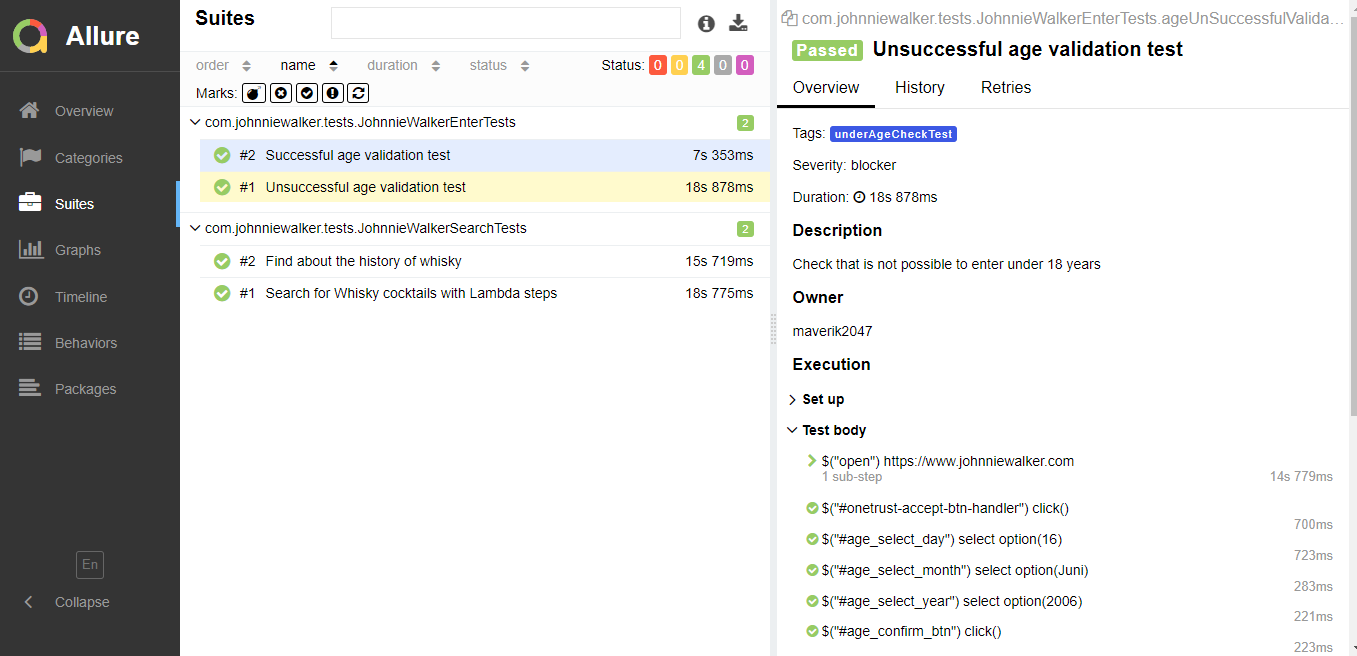 Allure
Overview
Categories
Suites
Graphs
Timeline
Behaviors
Packages
En
Collapse
Suites
order name duration status Status: 0 0 4 0 0
Marks:
com.johnniewalker.tests.JohnnieWalkerEnterTests 2
#2 Successful age validation test 7s 353ms
#1 Unsuccessful age validation test 18s 878ms
com.johnniewalker.tests.JohnnieWalkerSearchTests 2
#2 Find about the history of whisky 15s 719ms
#1 Search for Whisky cocktails with Lambda steps 18s 775ms
com.johnniewalker.tests.JohnnieWalkerEnterTests.ageUnSuccessfulValida...
Passed Unsuccessful age validation test
Overview History Retries
Tags: underAgeCheckTest
Severity: blocker
Duration: 18s 878ms
Description
Check that is not possible to enter under 18 years
Owner
maverik2047
Execution
Set up
Test body
$("open") https://www.johnniewalker.com
1 sub-step 14s 779ms
$("#onetrust-accept-btn-handler") click()
700ms
$("#age_select_day") select option(16)
723ms
$("#age_select_month") select option(Juni)
283ms
$("#age_select_year") select option(2006)
221ms
$("#age_confirm_btn") click()
223ms